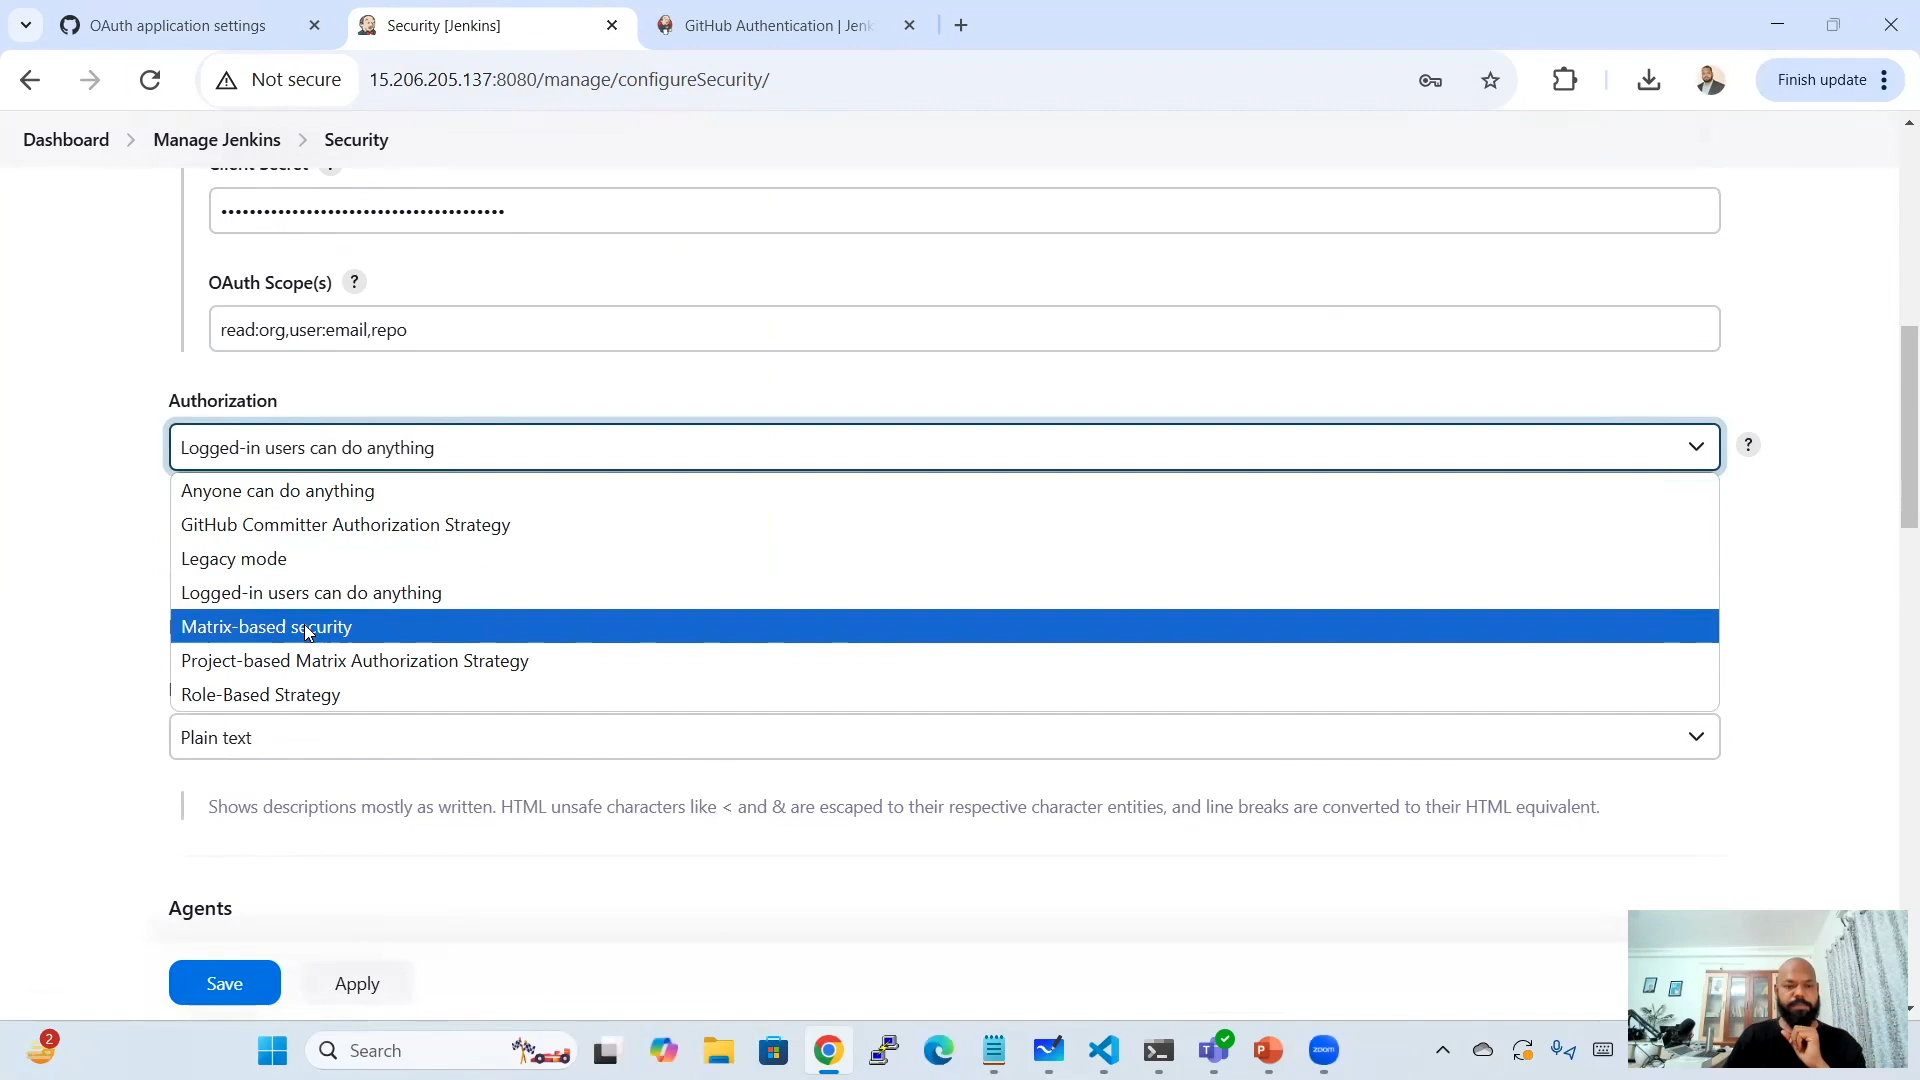 OAuth application settings
Security [Jenkins]
GitHub Authentication | Jenk
Not secure
15.206.205.137:8080/manage/configureSecurity/
Finish update
Dashboard
Manage Jenkins
Security
Client Secret ?
OAuth Scope(s) ?
read:org,user:email,repo
Authorization
Logged-in users can do anything
?
Anyone can do anything
GitHub Committer Authorization Strategy
Legacy mode
Logged-in users can do anything
Matrix-based security
Project-based Matrix Authorization Strategy
Role-Based Strategy
Plain text
Shows descriptions mostly as written. HTML unsafe characters like < and & are escaped to their respective character entities, and line breaks are converted to their HTML equivalent.
Agents
Save
Apply
2
Search
zoom